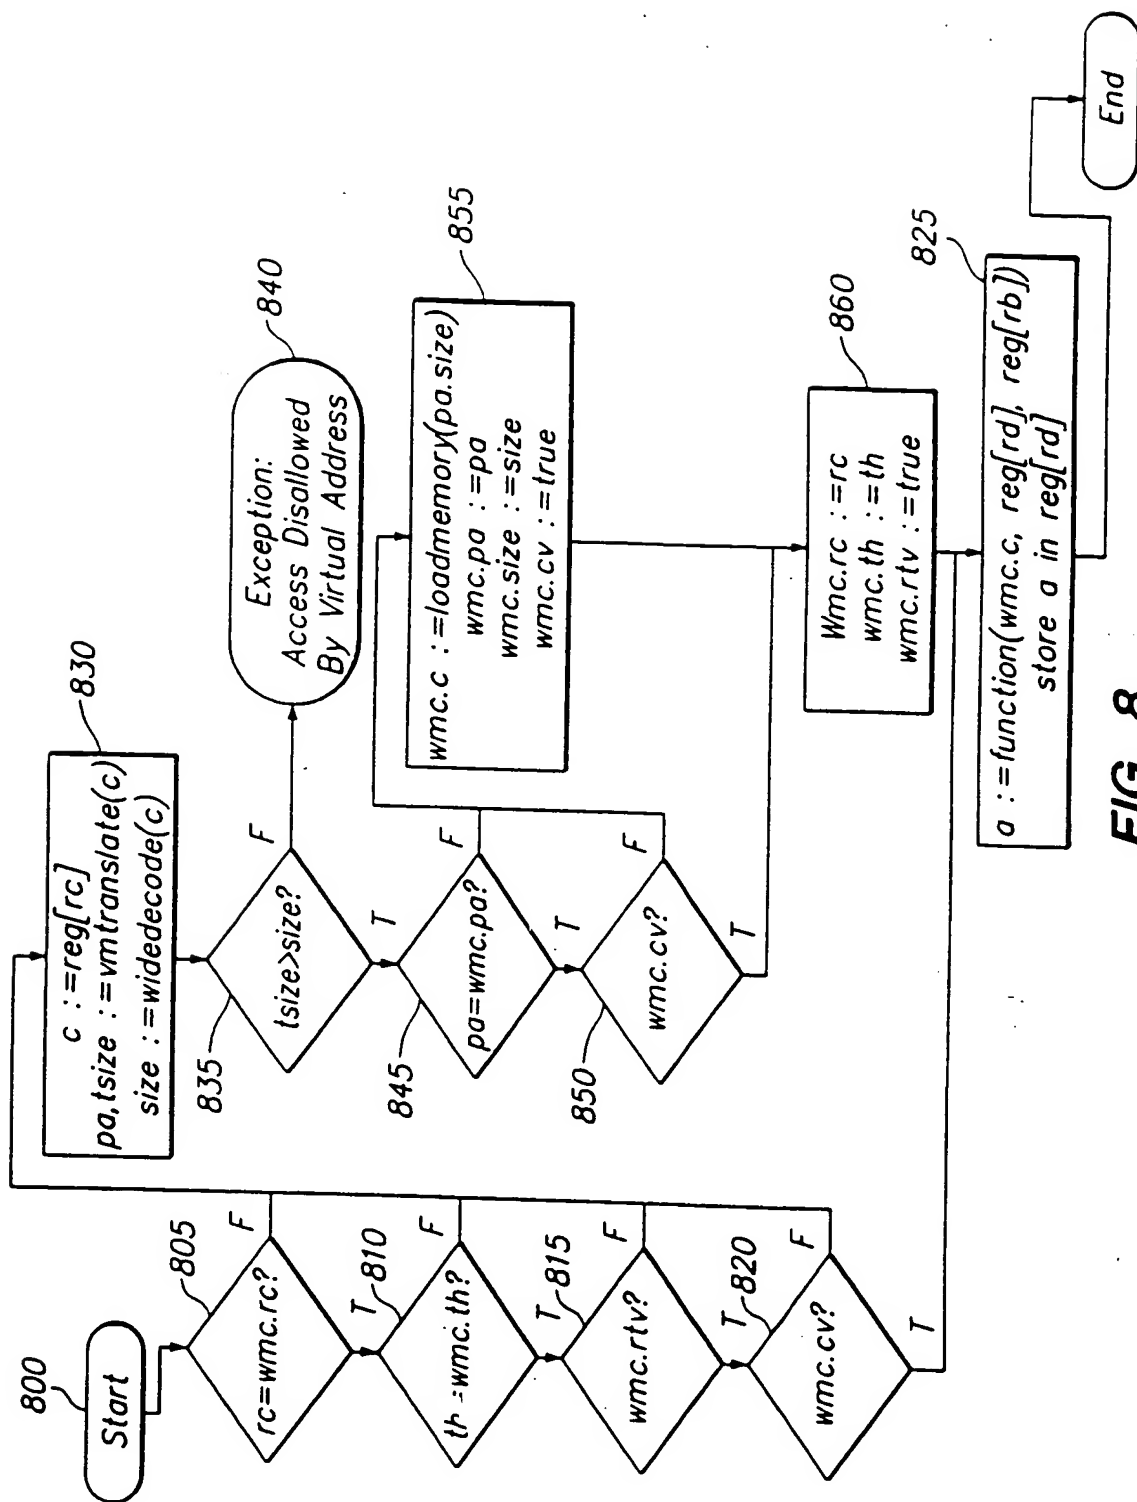 800
Start
805
rc=wmc.rc?
F
T
810
th=wmc.th?
F
T
815
wmc.rtv?
F
T
820
wmc.cv?
F
T
830
c :=reg[rc]
pa,tsize :=vmtranslate(c)
size :=widedecode(c)
835
tsize>size?
F
T
840
Exception:
Access Disallowed
By Virtual Address
845
pa=wmc.pa?
F
T
850
wmc.cv?
F
T
855
wmc.c :=loadmemory(pa.size)
wmc.pa :=pa
wmc.size :=size
wmc.cv :=true
860
Wmc.rc :=rc
wmc.th :=th
wmc.rtv :=true
825
a :=function(wmc.c, reg[rd], reg[rb])
store a in reg[rd]
End
FIG. 8